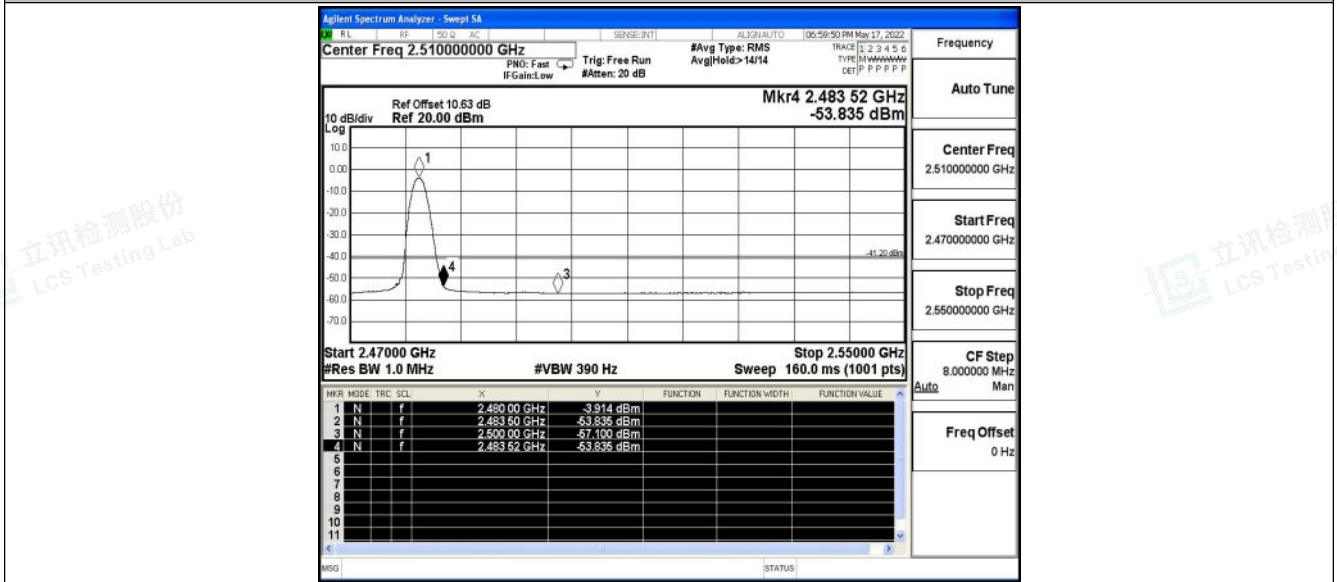 Agilent Spectrum Analyzer - Swept SA
RL RF 50 Ω AC SENSE:INT ALIGNAUTO 06:59:50 PM May 17, 2022
Center Freq 2.510000000 GHz
#Avg Type: RMS
TRACE 1 2 3 4 5 6
PNO: Fast Trig: Free Run
Avg|Hold:> 14/14
TYPE M W W W W W
IFGain:Low #Atten: 20 dB
DET P P P P P P
Mkr4 2.483 52 GHz
-53.835 dBm
Ref Offset 10.63 dB
10 dB/div Ref 20.00 dBm
Log
10.0
0.00
-10.0
-20.0
-30.0
-40.0
-50.0
-60.0
-70.0
1
4
3
-41.20 dBm
Start 2.47000 GHz Stop 2.55000 GHz
#Res BW 1.0 MHz #VBW 390 Hz Sweep 160.0 ms (1001 pts)
MKR MODE TRC SCL X Y FUNCTION FUNCTION WIDTH FUNCTION VALUE
1 N f 2.480 00 GHz -3.914 dBm
2 N f 2.483 50 GHz -53.835 dBm
3 N f 2.500 00 GHz -57.100 dBm
4 N f 2.483 52 GHz -53.835 dBm
5
6
7
8
9
10
11
MSG STATUS
Frequency
Auto Tune
Center Freq
2.510000000 GHz
Start Freq
2.470000000 GHz
Stop Freq
2.550000000 GHz
CF Step
8.000000 MHz
Auto Man
Freq Offset
0 Hz
立讯检测股份
LCS Testing Lab
立讯检测
LCS Testin